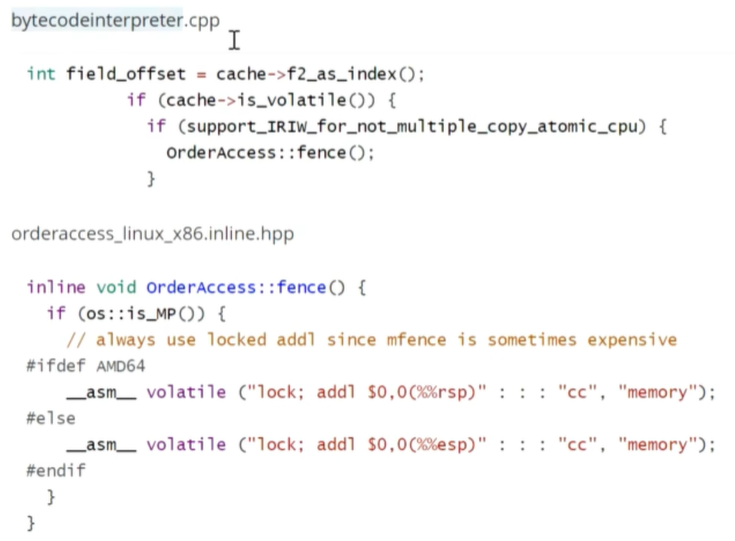 bytecodeinterpreter.cpp
int field_offset = cache->f2_as_index();
if (cache->is_volatile()) {
if (support_IRIW_for_not_multiple_copy_atomic_cpu) {
OrderAccess::fence();
}
orderaccess_linux_x86.inline.hpp
inline void OrderAccess::fence() {
if (os::is_MP()) {
// always use locked addl since mfence is sometimes expensive
#ifdef AMD64
__asm__ volatile ("lock; addl $0,0(%%rsp)" : : : "cc", "memory");
#else
__asm__ volatile ("lock; addl $0,0(%%esp)" : : : "cc", "memory");
#endif
}
}